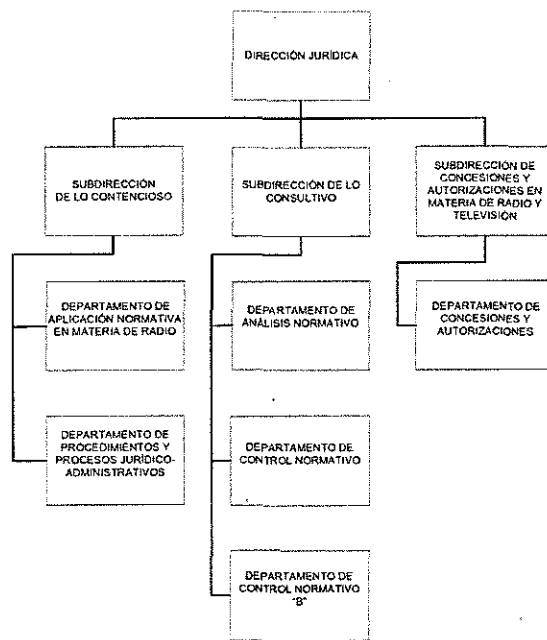 DIRECCIÓN JURÍDICA
SUBDIRECCIÓN
DE LO CONTENCIOSO
SUBDIRECCIÓN DE LO
CONSULTIVO
SUBDIRECCIÓN DE
CONCESIONES Y
AUTORIZACIONES EN
MATERIA DE RADIO Y
TELEVISIÓN
DEPARTAMENTO DE
APLICACIÓN NORMATIVA
EN MATERIA DE RADIO
DEPARTAMENTO DE
ANÁLISIS NORMATIVO
DEPARTAMENTO DE
CONCESIONES Y
AUTORIZACIONES
DEPARTAMENTO DE
PROCEDIMIENTOS Y
PROCESOS JURÍDICO-
ADMINISTRATIVOS
DEPARTAMENTO DE
CONTROL NORMATIVO
DEPARTAMENTO DE
CONTROL NORMATIVO
"B"